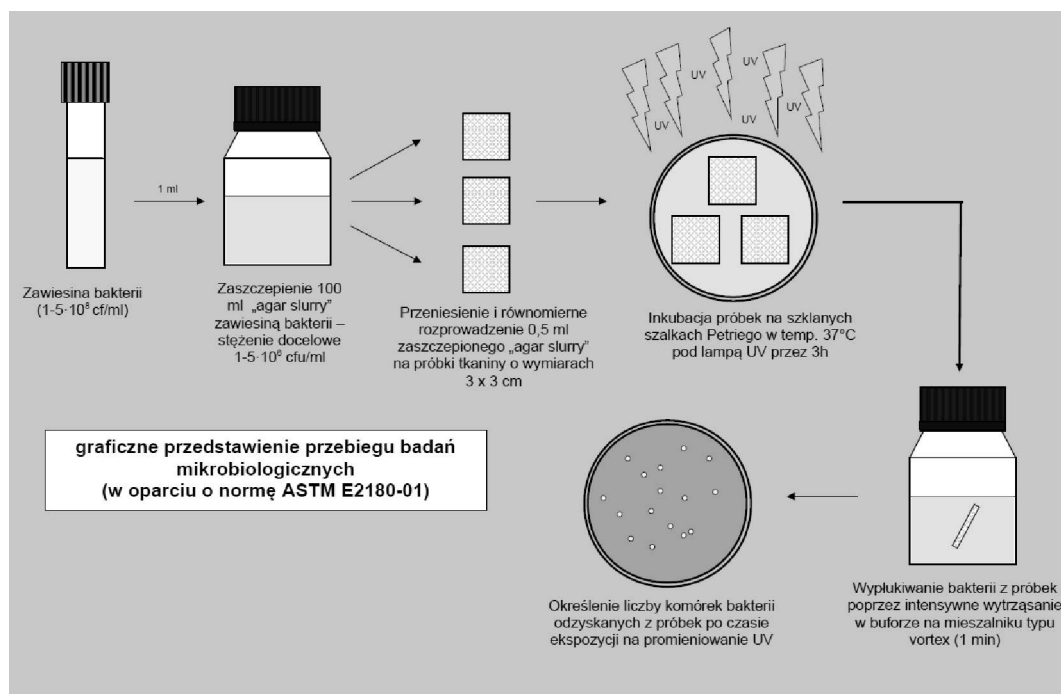 Zawiesina bakterii
(1-5·10⁸ cf/ml)
1 ml
Zaszczepienie 100
ml „agar slurry”
zawiesiną bakterii –
stężenie docelowe
1-5·10⁶ cfu/ml
Przeniesienie i równomierne
rozprowadzenie 0,5 ml
zaszczepionego „agar slurry”
na próbki tkaniny o wymiarach
3 x 3 cm
UV
UV
UV
UV
UV
UV
Inkubacja próbek na szklanych
szalkach Petriego w temp. 37°C
pod lampą UV przez 3h
graficzne przedstawienie przebiegu badań
mikrobiologicznych
(w oparciu o normę ASTM E2180-01)
Określenie liczby komórek bakterii
odzyskanych z próbek po czasie
ekspozycji na promieniowanie UV
Wypłukiwanie bakterii z próbek
poprzez intensywne wytrząsanie
w buforze na mieszalniku typu
vortex (1 min)